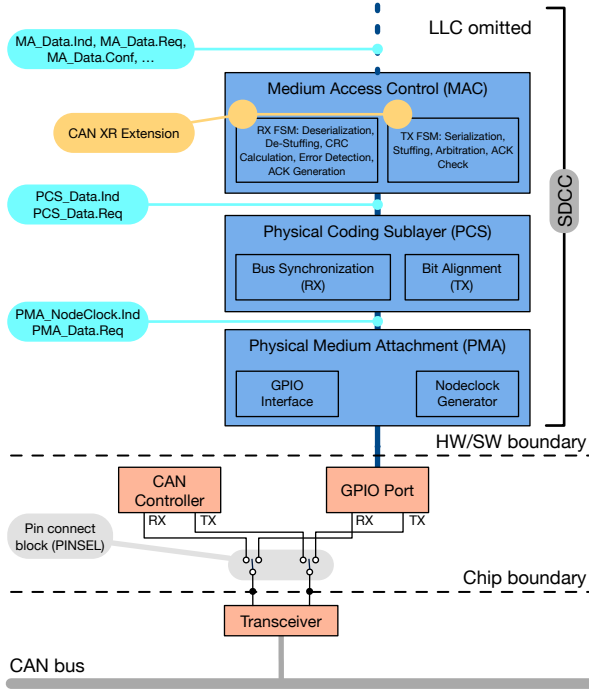 LLC omitted
MA_Data.Ind, MA_Data.Req,
MA_Data.Conf, ...
Medium Access Control (MAC)
CAN XR Extension
RX FSM: Deserialization,
De-Stuffing, CRC
Calculation, Error Detection,
ACK Generation
TX FSM: Serialization,
Stuffing, Arbitration, ACK
Check
SDCC
PCS_Data.Ind
PCS_Data.Req
Physical Coding Sublayer (PCS)
Bus Synchronization
(RX)
Bit Alignment
(TX)
PMA_NodeClock.Ind
PMA_Data.Req
Physical Medium Attachment (PMA)
GPIO
Interface
Nodeclock
Generator
HW/SW boundary
CAN
Controller
GPIO Port
RX
TX
RX
TX
Pin connect
block (PINSEL)
Chip boundary
Transceiver
CAN bus